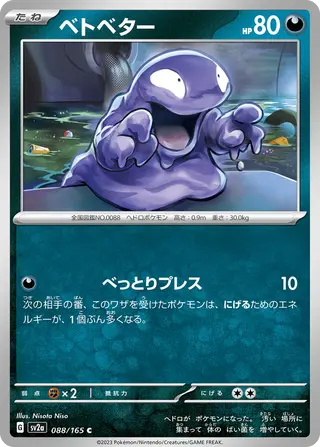 たね
ベトベター
HP80
全国図鑑NO.0088 ヘドロポケモン 高さ:0.9m 重さ:30.0kg
べっとりプレス 10
次の相手の番、このワザを受けたポケモンは、にげるためのエネ
ルギーが、1個ぶん多くなる。
弱点 ×2 抵抗力 にげる
Illus. Nisota Niso
G sv2a 088/165 C
ヘドロが ポケモンに なった。汚い 場所に
集まって 体の ばい菌を 増やしている。
©2023 Pokémon/Nintendo/Creatures/GAME FREAK.